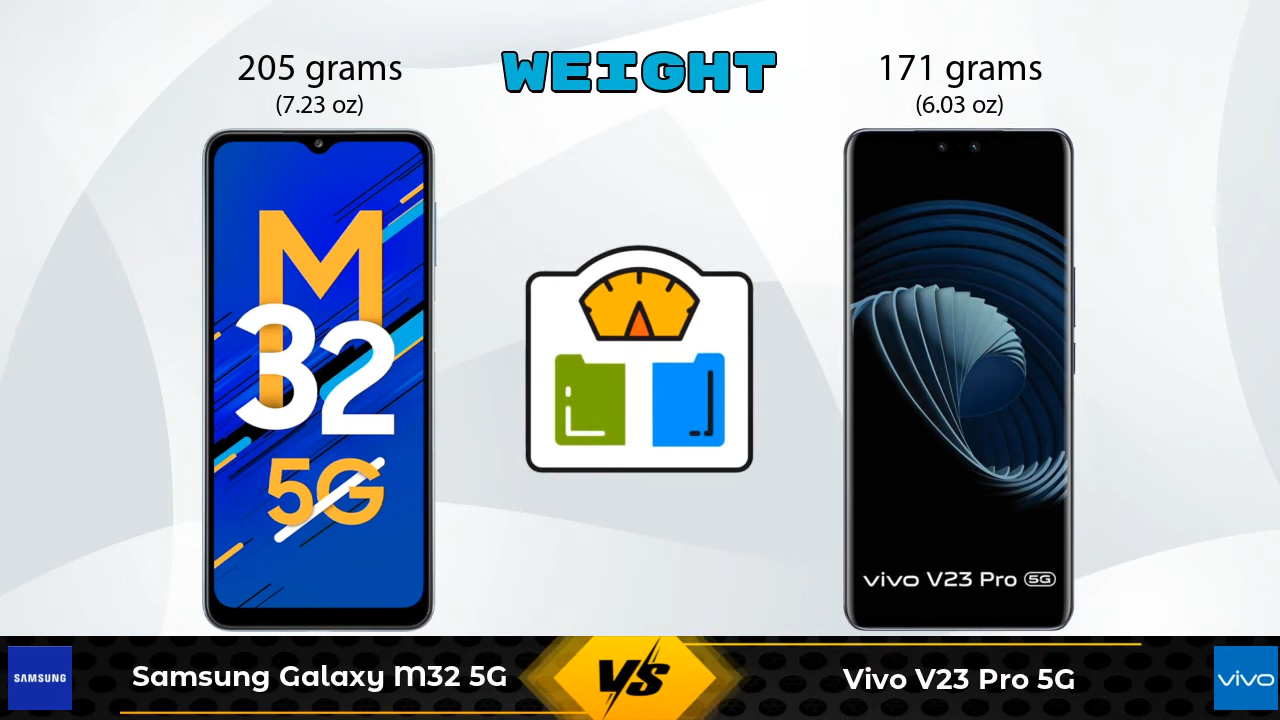 WEIGHT
205 grams
(7.23 oz)
171 grams
(6.03 oz)
M
32
5G
vivo V23 Pro 5G
SAMSUNG
Samsung Galaxy M32 5G
VS
Vivo V23 Pro 5G
vivo